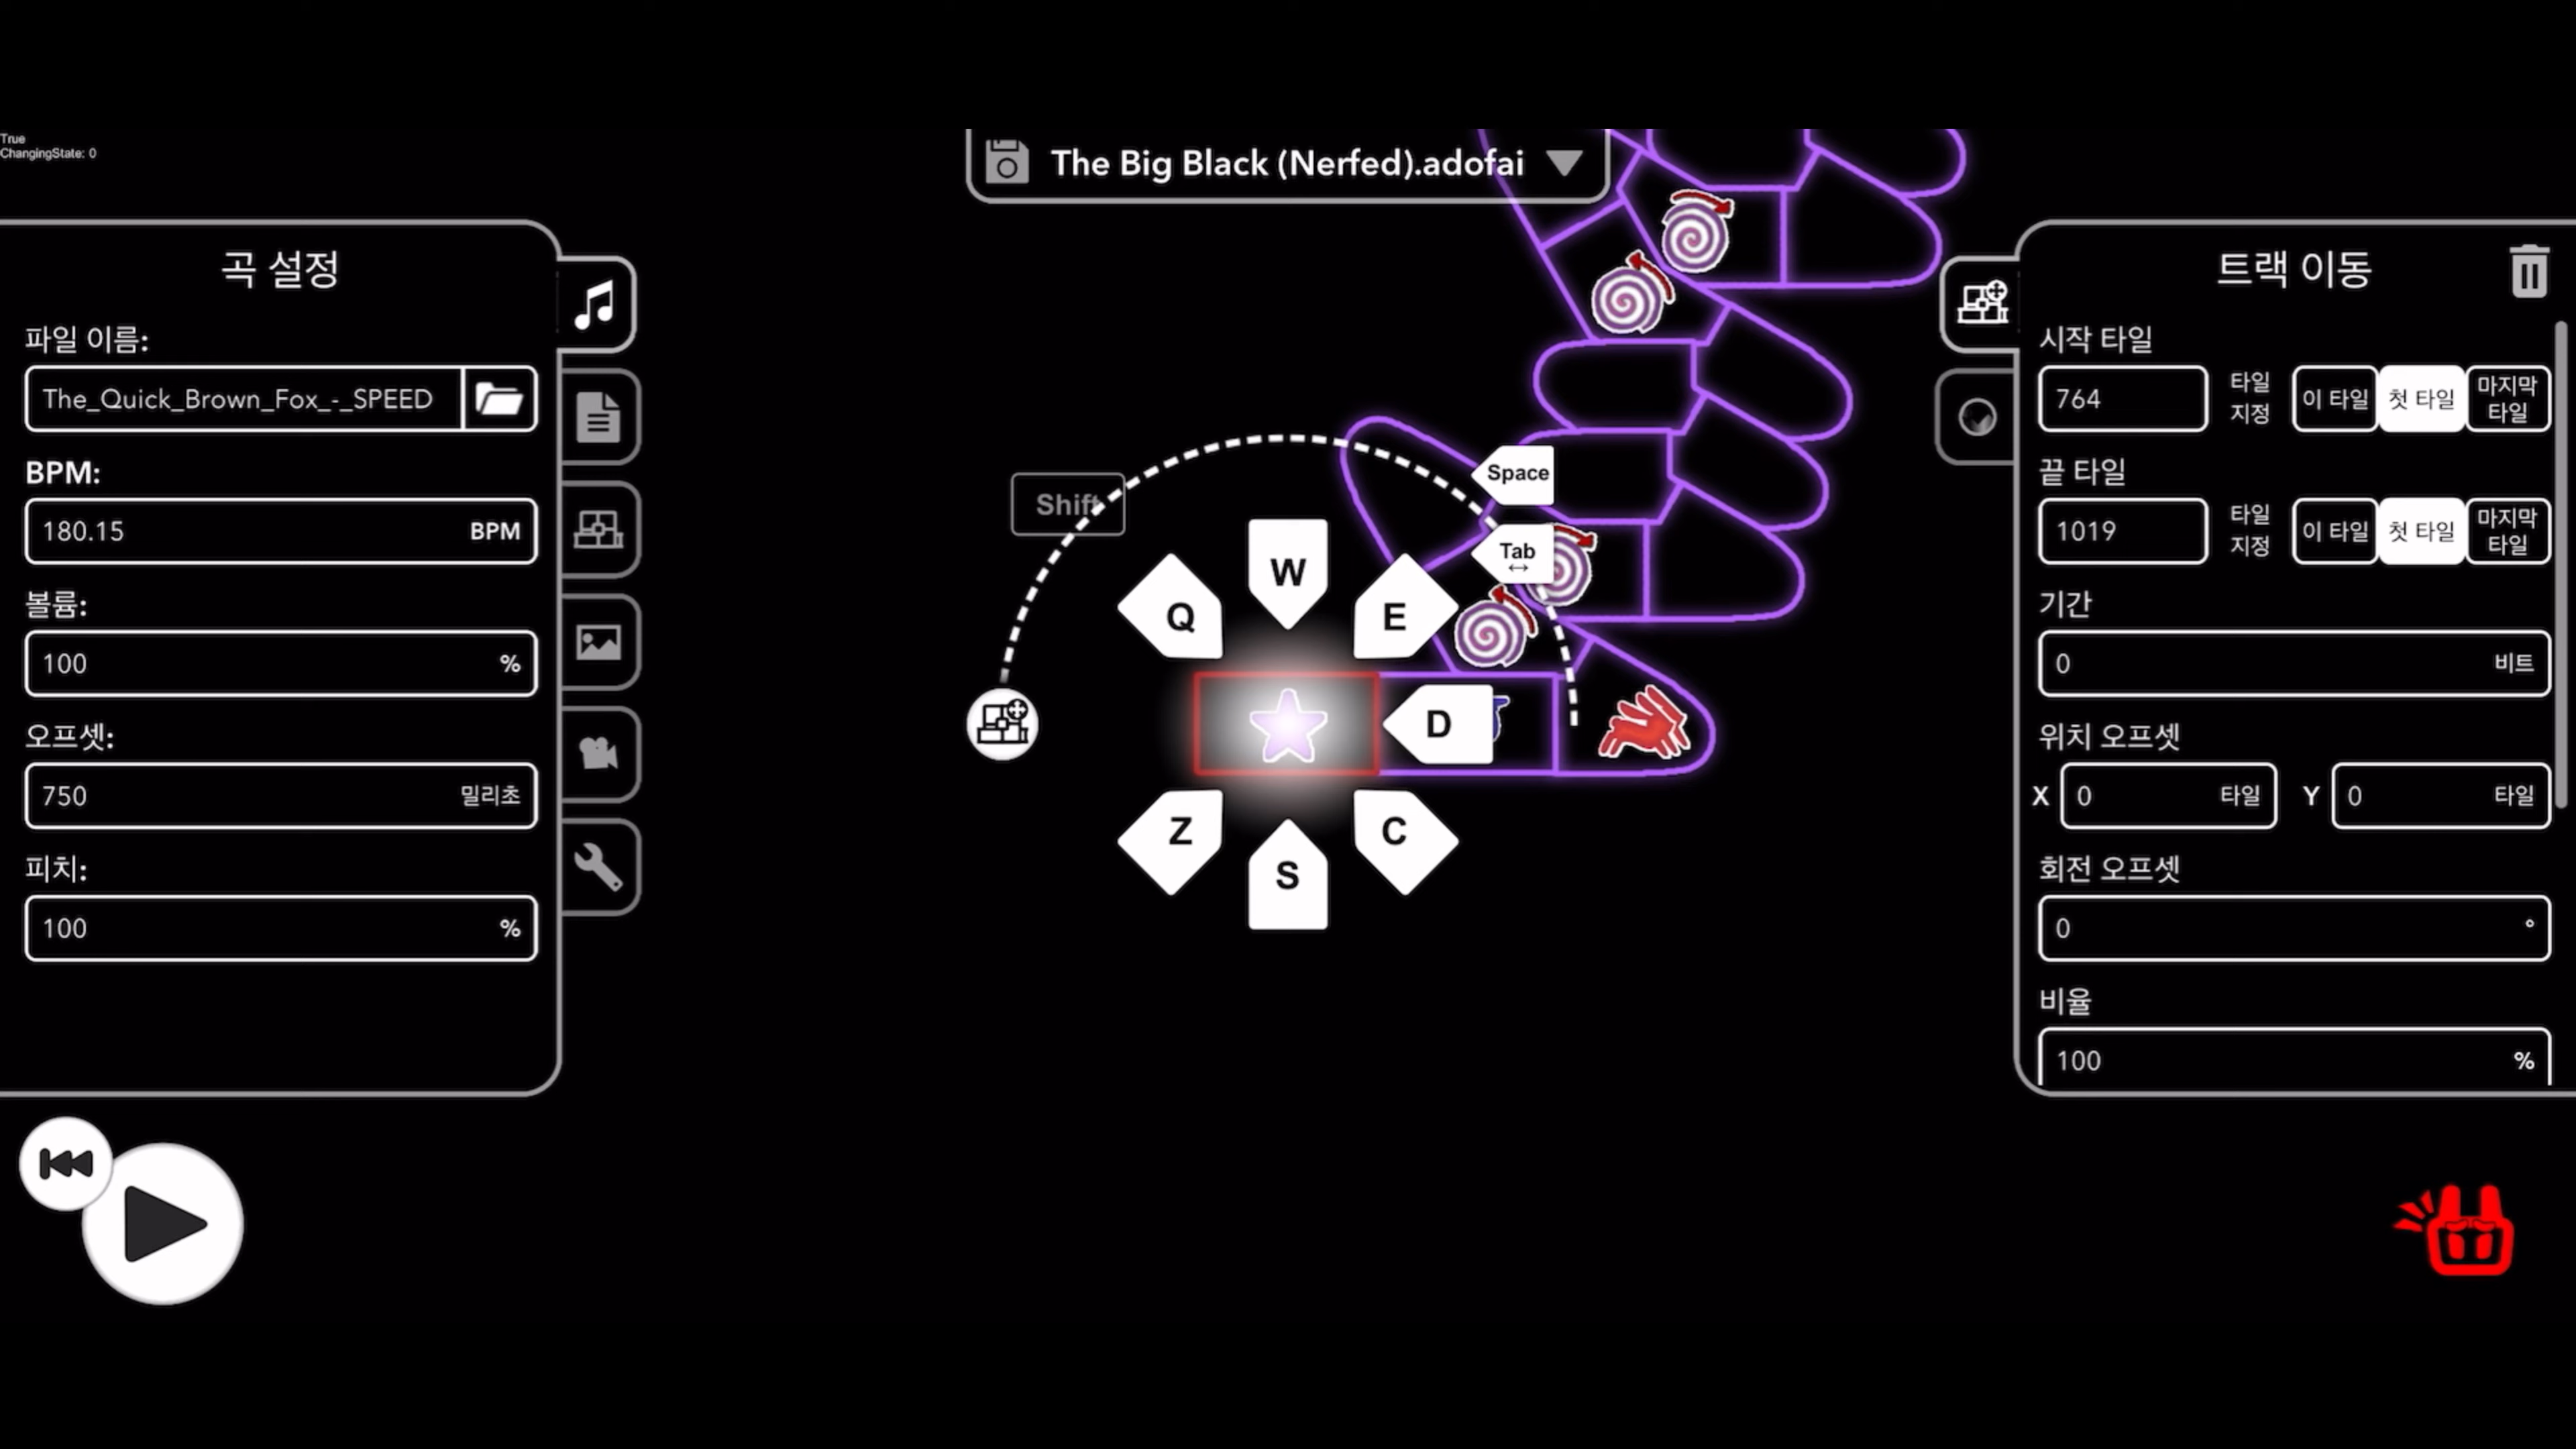 True
ChangingState: 0
The Big Black (Nerfed).adofai
곡 설정
파일 이름:
The_Quick_Brown_Fox_-_SPEED
BPM:
180.15 BPM
볼륨:
100 %
오프셋:
750 밀리초
피치:
100 %
Shift
Space
Tab
Q
W
E
D
Z
S
C
트랙 이동
시작 타일
764 타일 지정 이 타일 첫 타일 마지막 타일
끝 타일
1019 타일 지정 이 타일 첫 타일 마지막 타일
기간
0 비트
위치 오프셋
X 0 타일 Y 0 타일
회전 오프셋
0 °
비율
100 %